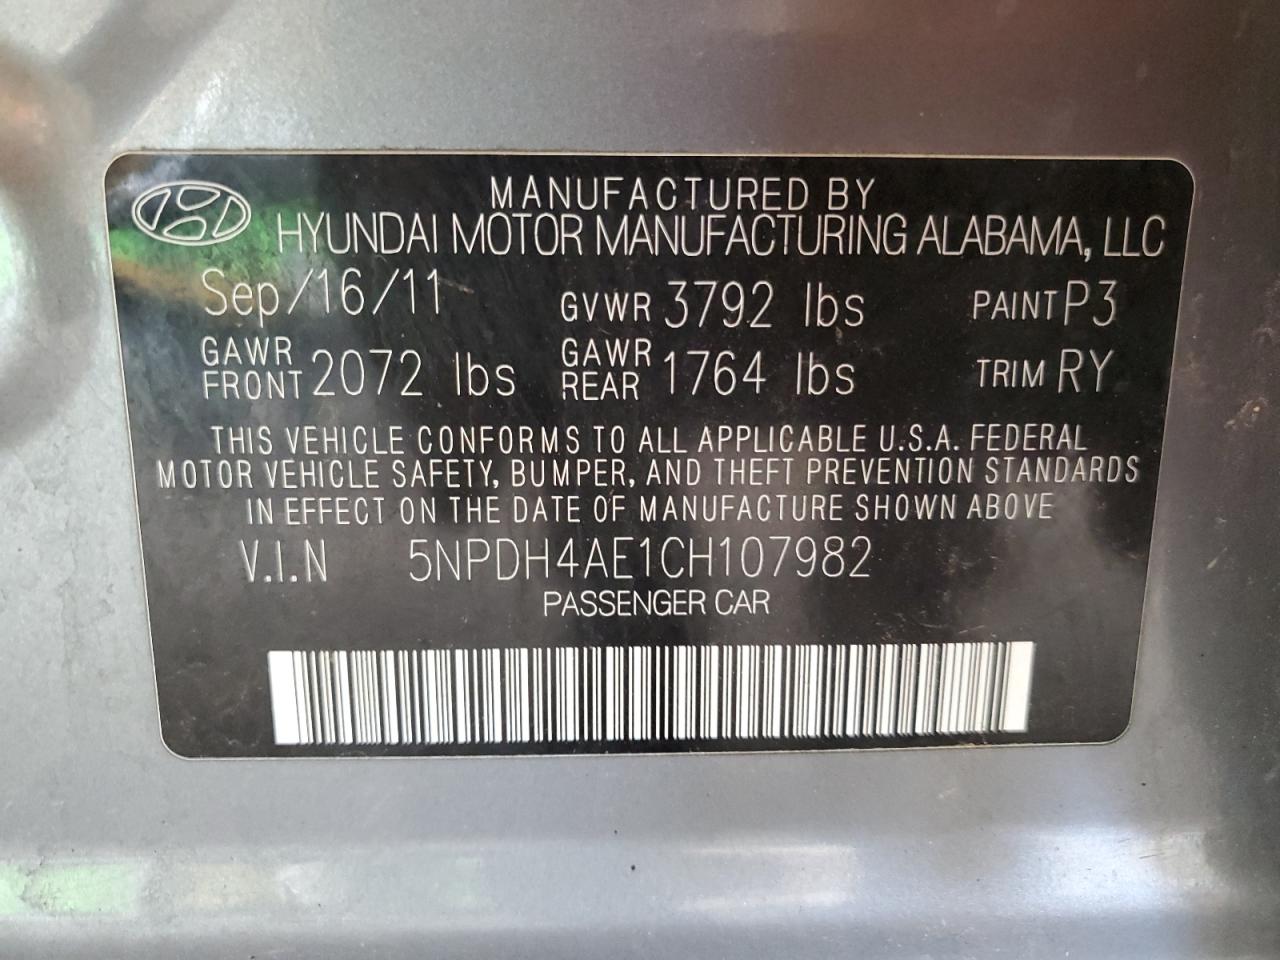 MANUFACTURED BY
HYUNDAI MOTOR MANUFACTURING ALABAMA, LLC
Sep/16/11 GVWR 3792 lbs PAINT P3
GAWR FRONT 2072 lbs GAWR REAR 1764 lbs TRIM RY
THIS VEHICLE CONFORMS TO ALL APPLICABLE U.S.A. FEDERAL
MOTOR VEHICLE SAFETY, BUMPER, AND THEFT PREVENTION STANDARDS
IN EFFECT ON THE DATE OF MANUFACTURE SHOWN ABOVE
V.I.N 5NPDH4AE1CH107982
PASSENGER CAR